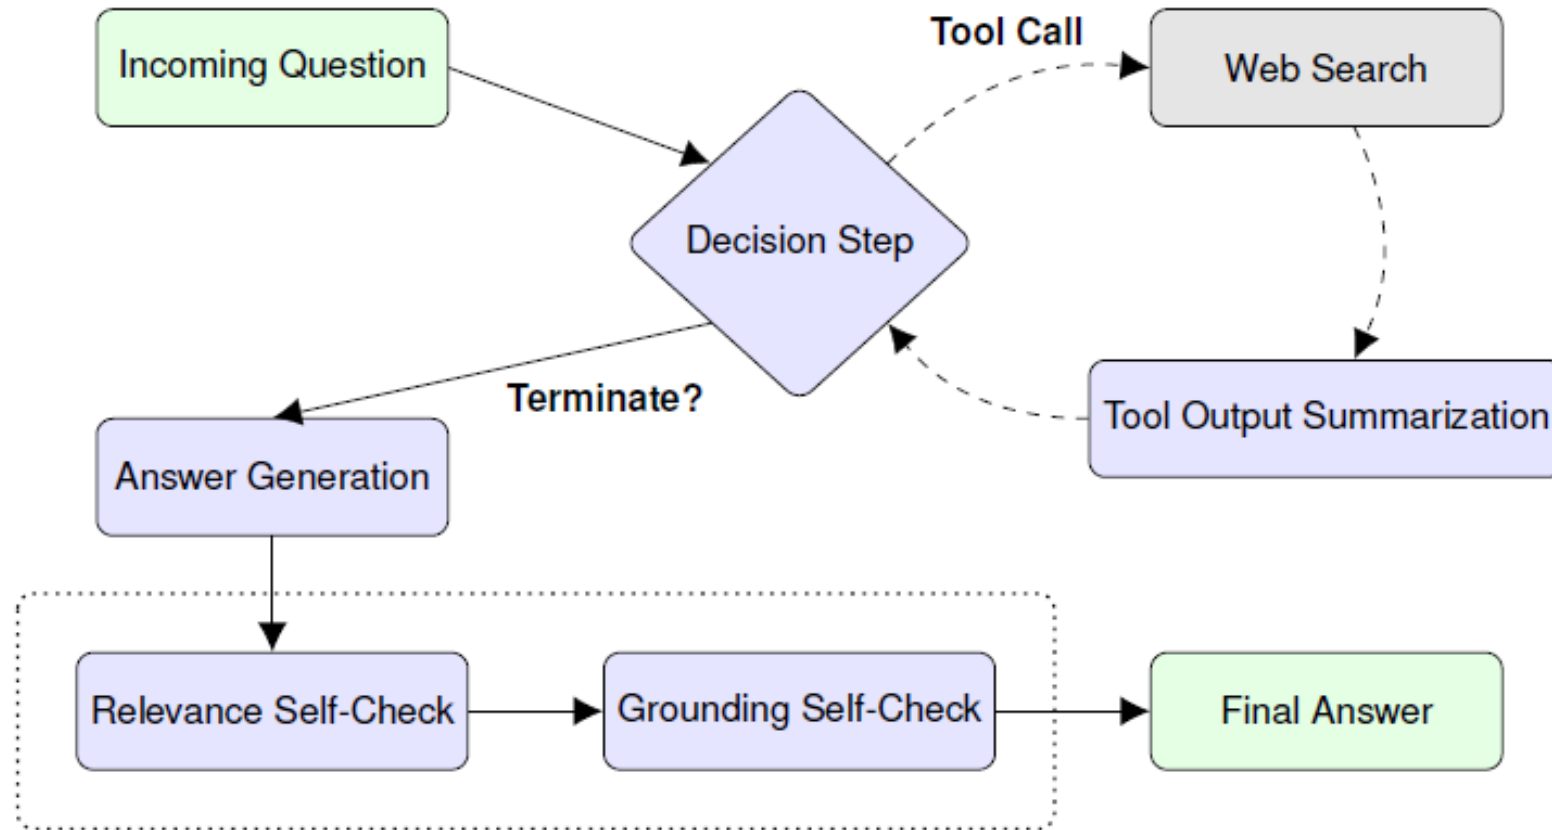 Incoming Question
Tool Call
Web Search
Decision Step
Terminate?
Tool Output Summarization
Answer Generation
Relevance Self-Check
Grounding Self-Check
Final Answer